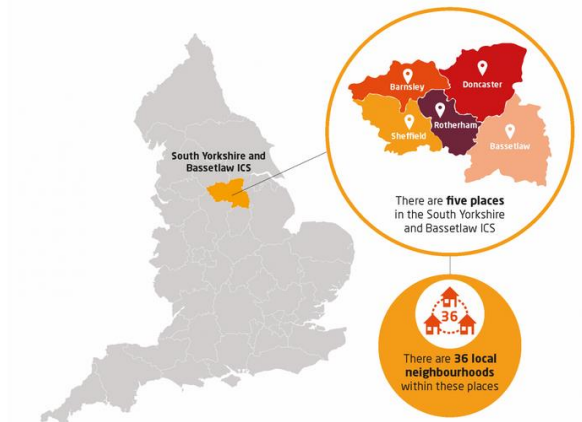 South Yorkshire and
Bassetlaw ICS
Barnsley
Doncaster
Rotherham
Sheffield
Bassetlaw
There are five places
in the South Yorkshire
and Bassetlaw ICS
36
There are 36 local
neighbourhoods
within these places